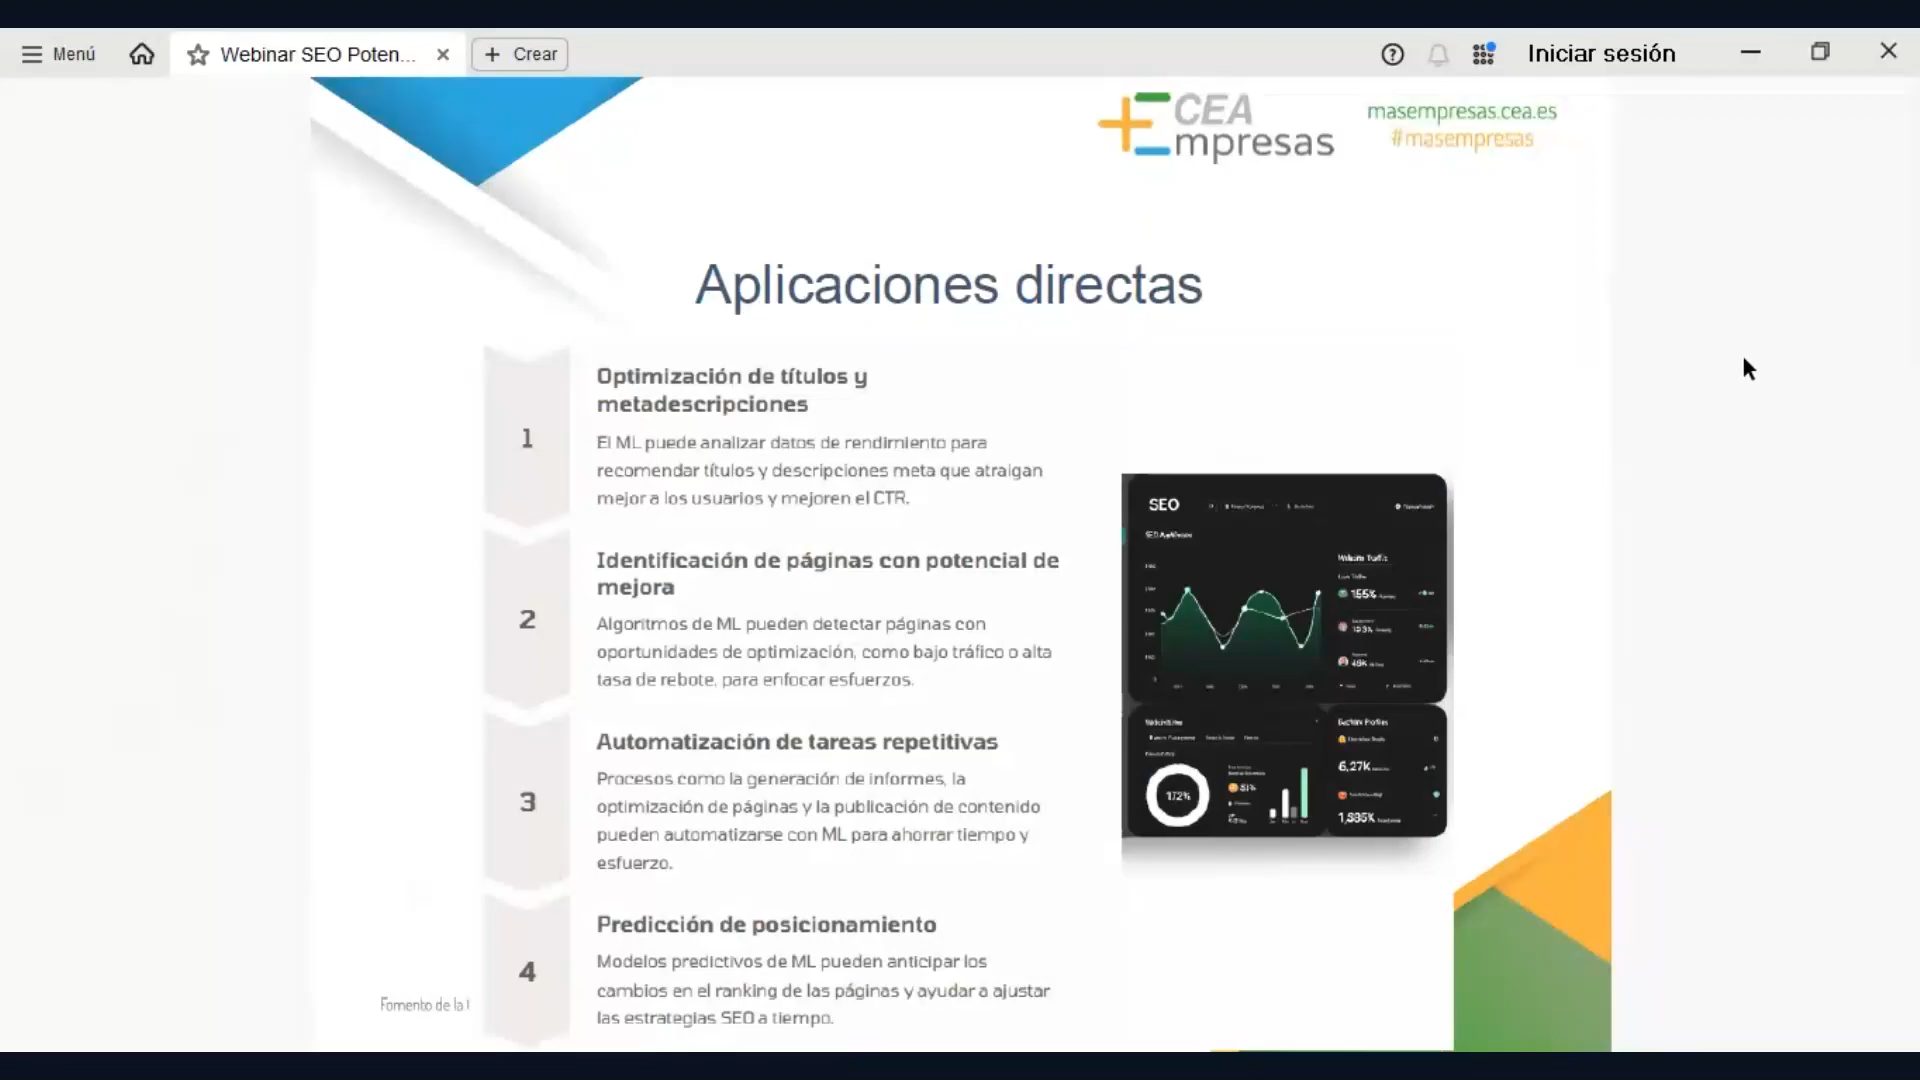 Menú
Webinar SEO Poten...
Crear
Iniciar sesión
CEA
mpresas
masempresas.cea.es
#masempresas
Aplicaciones directas
1
Optimización de títulos y
metadescripciones
El ML puede analizar datos de rendimiento para
recomendar títulos y descripciones meta que atraigan
mejor a los usuarios y mejoren el CTR.
2
Identificación de páginas con potencial de
mejora
Algoritmos de ML pueden detectar páginas con
oportunidades de optimización, como bajo tráfico o alta
tasa de rebote, para enfocar esfuerzos.
3
Automatización de tareas repetitivas
Procesos como la generación de informes, la
optimización de páginas y la publicación de contenido
pueden automatizarse con ML para ahorrar tiempo y
esfuerzo.
4
Predicción de posicionamiento
Modelos predictivos de ML pueden anticipar los
cambios en el ranking de las páginas y ayudar a ajustar
las estrategias SEO a tiempo.
Fomento de la
SEO
155%
172%
6,27K